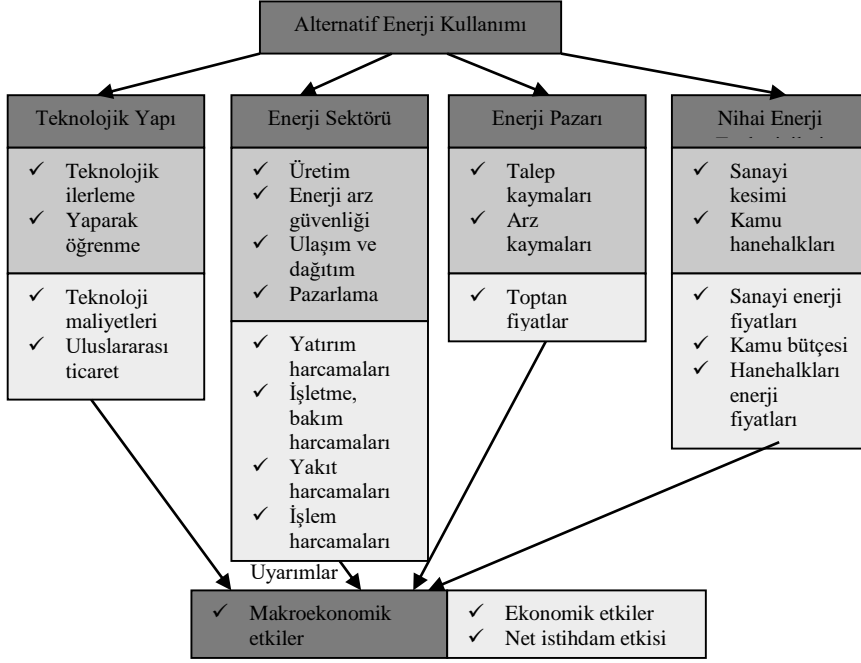 Alternatif Enerji Kullanımı
Teknolojik Yapı
✓ Teknolojik
ilerleme
✓ Yaparak
öğrenme
✓ Teknoloji
maliyetleri
✓ Uluslararası
ticaret
Enerji Sektörü
✓ Üretim
✓ Enerji arz
güvenliği
✓ Ulaşım ve
dağıtım
✓ Pazarlama
✓ Yatırım
harcamaları
✓ İşletme,
bakım
harcamaları
✓ Yakıt
harcamaları
✓ İşlem
harcamaları
Enerji Pazarı
✓ Talep
kaymaları
✓ Arz
kaymaları
✓ Toptan
fiyatlar
Nihai Enerji
✓ Sanayi
kesimi
✓ Kamu
hanehalkları
✓ Sanayi enerji
fiyatları
✓ Kamu bütçesi
✓ Hanehalkları
enerji
fiyatları
Uyarımlar
✓ Makroekonomik
etkiler
✓ Ekonomik etkiler
✓ Net istihdam etkisi